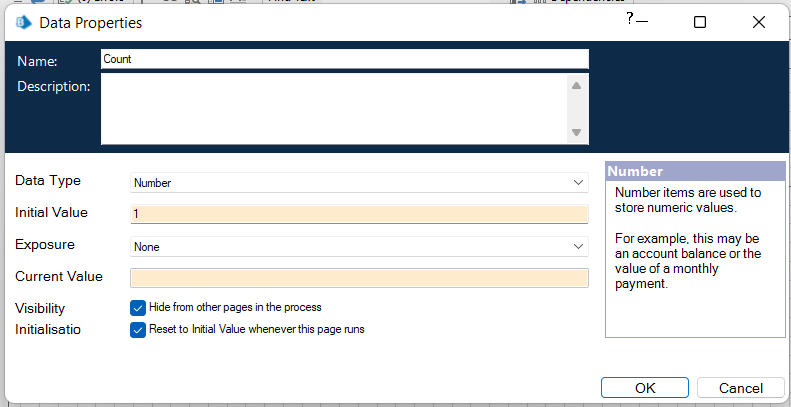 Data Properties
?
Name:
Count
Description:
Data Type
Number
Initial Value
1
Exposure
None
Current Value
Visibility
Hide from other pages in the process
Initialisatio
Reset to Initial Value whenever this page runs
Number
Number items are used to
store numeric values.
For example, this may be
an account balance or the
value of a monthly
payment.
OK
Cancel